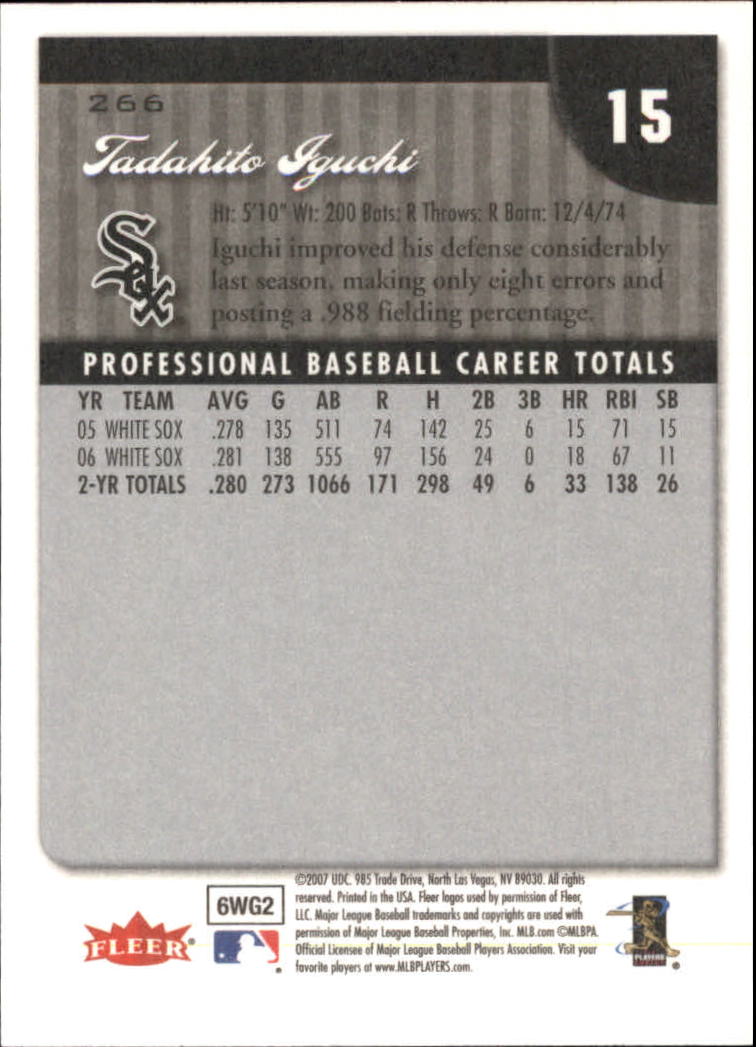 266
15
Tadahito Iguchi
Sox
Ht: 5'10" Wt: 200 Bats: R Throws: R Born: 12/4/74
Iguchi improved his defense considerably
last season, making only eight errors and
posting a .988 fielding percentage.
PROFESSIONAL BASEBALL CAREER TOTALS
YR TEAM AVG G AB R H 2B 3B HR RBI SB
05 WHITE SOX .278 135 511 74 142 25 6 15 71 15
06 WHITE SOX .281 138 555 97 156 24 0 18 67 11
2-YR TOTALS .280 273 1066 171 298 49 6 33 138 26
©2007 UDC. 985 Trade Drive, North Las Vegas, NV 89030. All rights
reserved. Printed in the USA. Fleer logos used by permission of Fleer,
LLC. Major League Baseball trademarks and copyrights are used with
permission of Major League Baseball Properties, Inc. MLB.com ©MLBPA
Official Licensee of Major League Baseball Players Association. Visit your
favorite players at www.MLBPLAYERS.com.
6WG2
FLEER®
PLAYERS